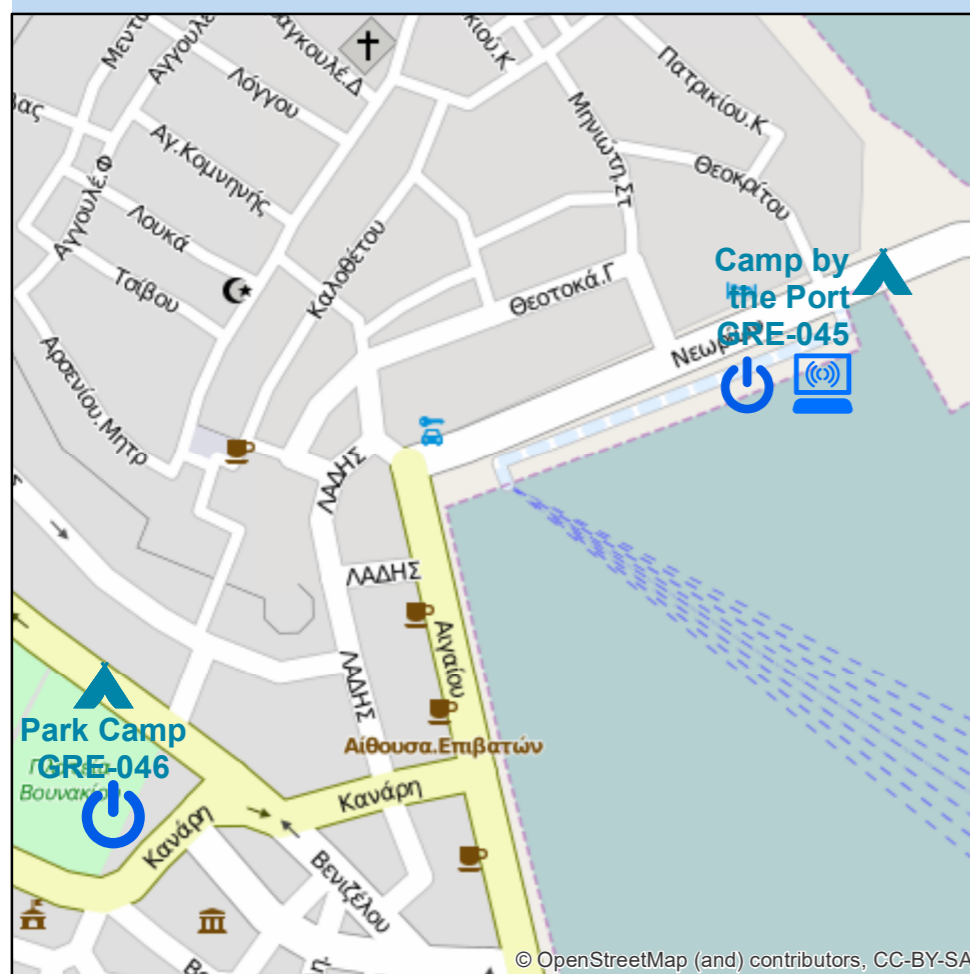 Λόγγου
Πατρικίου.Κ
Μηνιώτη.Στ
Αγ.Κομνηνής
Θεοκρίτου
Αγγουλέ.Φ
Λουκά
Καλοθέτου
Τσίβου
Θεοτοκά.Γ
Camp by
the Port
GRE-045
Αρσενίου.Μητρ
ΛΑΔΗΣ
ΛΑΔΗΣ
Αιγαίου
ΛΑΔΗΣ
Park Camp
GRE-046
Βουνακίου
Αίθουσα.Επιβατών
Κανάρη
Κανάρη
Βενιζέλου
© OpenStreetMap (and) contributors, CC-BY-SA